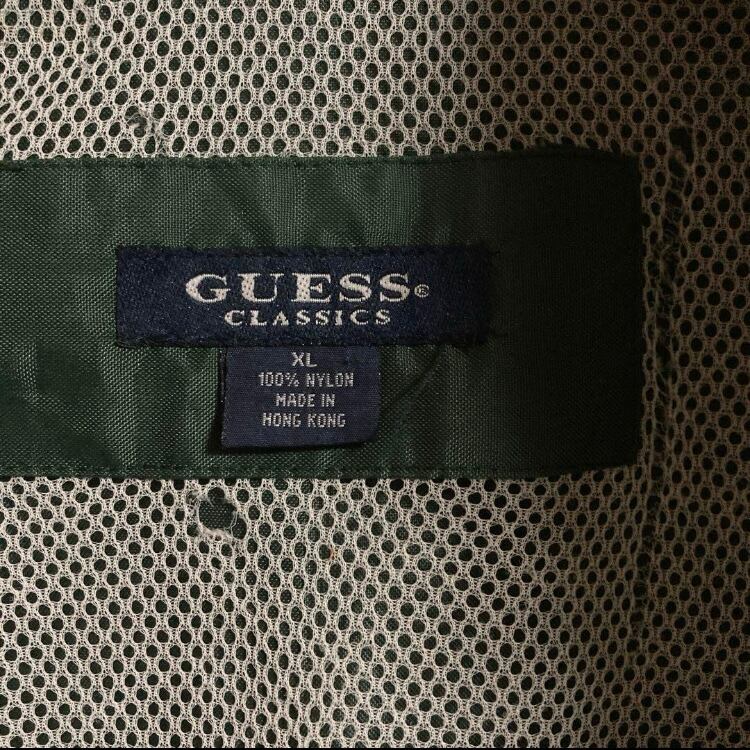 GUESS®
CLASSICS
XL
100% NYLON
MADE IN
HONG KONG